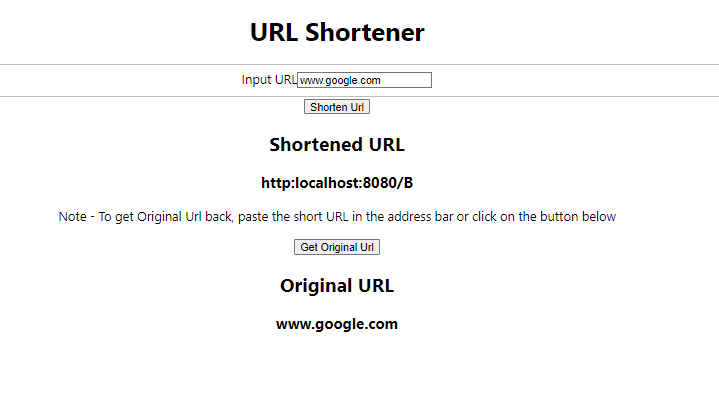 URL Shortener
Input URL www.google.com
Shorten Url
Shortened URL
http:localhost:8080/B
Note - To get Original Url back, paste the short URL in the address bar or click on the button below
Get Original Url
Original URL
www.google.com